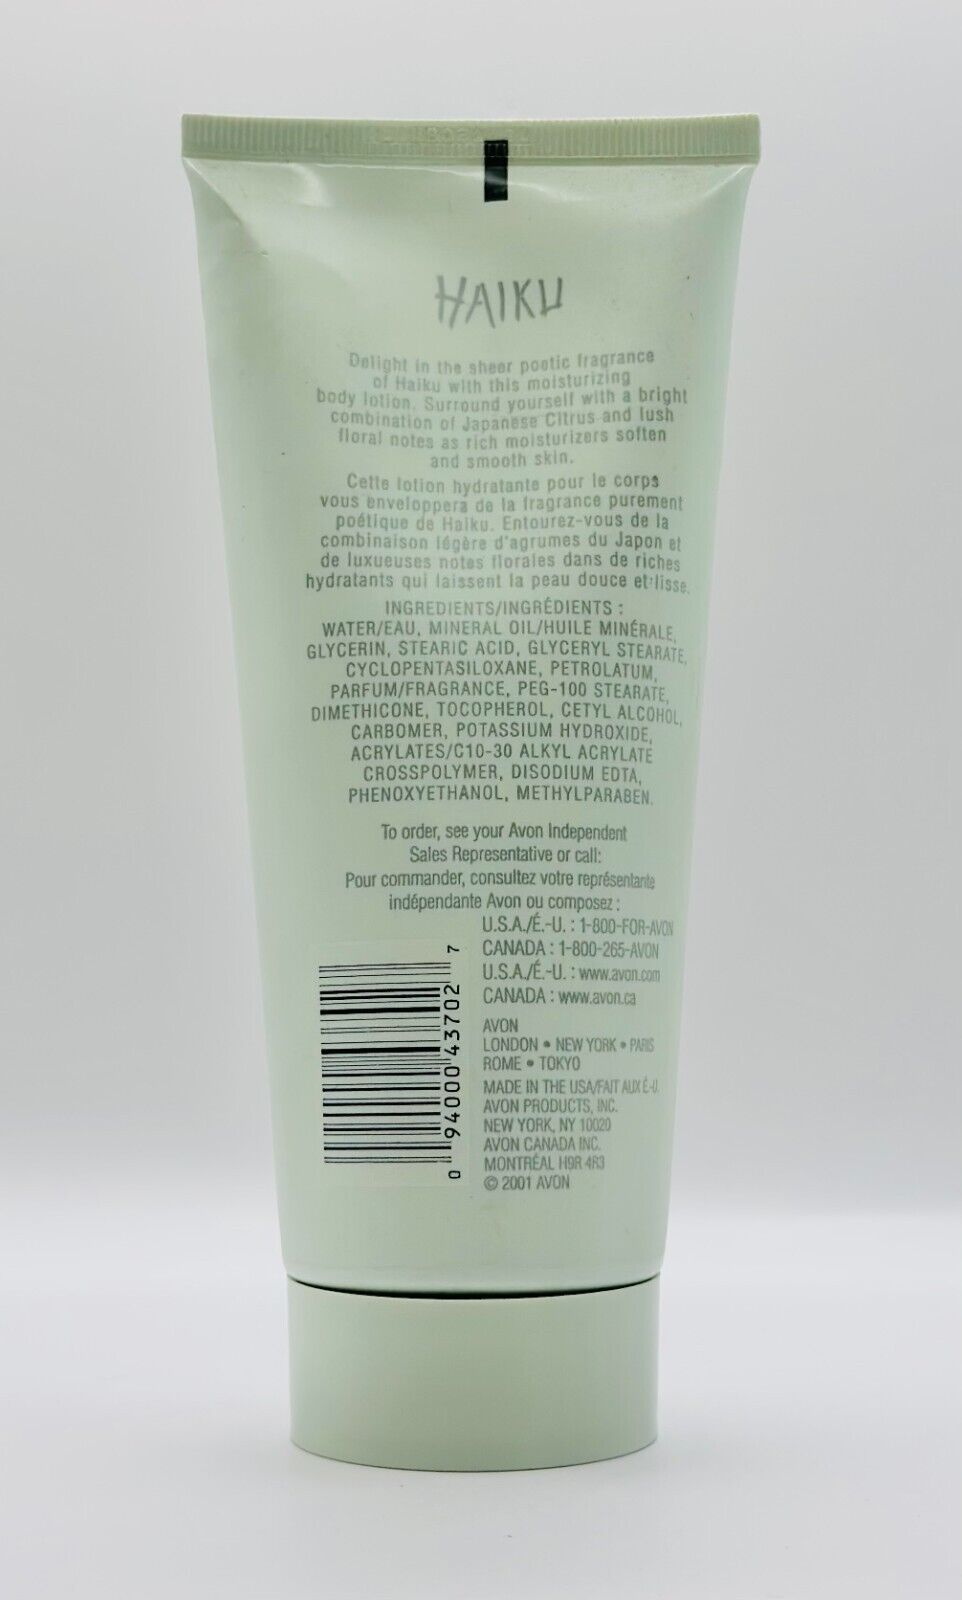 HAIKU
Delight in the sheer poetic fragrance
of Haiku with this moisturizing
body lotion. Surround yourself with a bright
combination of Japanese Citrus and lush
floral notes as rich moisturizers soften
and smooth skin.
Cette lotion hydratante pour le corps
vous enveloppera de la fragrance purement
poétique de Haiku. Entourez-vous de la
combinaison légère d'agrumes du Japon et
de luxueuses notes florales dans de riches
hydratants qui laissent la peau douce et lisse.
INGREDIENTS/INGRÉDIENTS :
WATER/EAU, MINERAL OIL/HUILE MINÉRALE,
GLYCERIN, STEARIC ACID, GLYCERYL STEARATE,
CYCLOPENTASILOXANE, PETROLATUM,
PARFUM/FRAGRANCE, PEG-100 STEARATE,
DIMETHICONE, TOCOPHEROL, CETYL ALCOHOL,
CARBOMER, POTASSIUM HYDROXIDE,
ACRYLATES/C10-30 ALKYL ACRYLATE
CROSSPOLYMER, DISODIUM EDTA,
PHENOXYETHANOL, METHYLPARABEN.
To order, see your Avon Independent
Sales Representative or call:
Pour commander, consultez votre représentante
indépendante Avon ou composez :
U.S.A./É.-U. : 1-800-FOR-AVON
CANADA : 1-800-265-AVON
U.S.A./É.-U. : www.avon.com
CANADA : www.avon.ca
AVON
LONDON • NEW YORK • PARIS
ROME • TOKYO
MADE IN THE USA/FAIT AUX É-U.
AVON PRODUCTS, INC.
NEW YORK, NY 10020
AVON CANADA INC.
MONTRÉAL H9R 4R3
© 2001 AVON
0 94000 43702 7